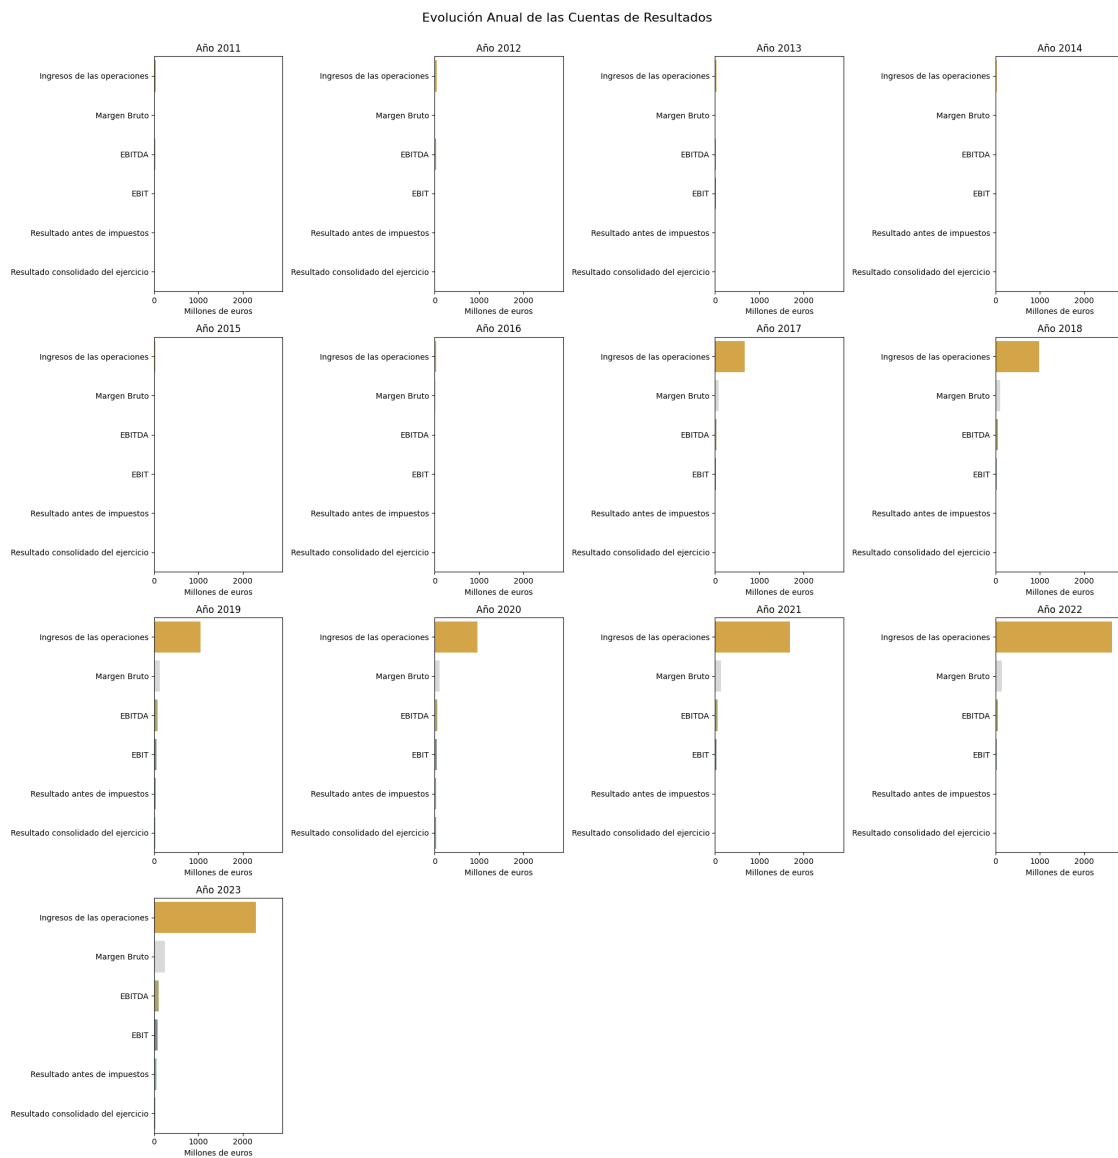 Evolución Anual de las Cuentas de Resultados
Año 2011
Ingresos de las operaciones
Margen Bruto
EBITDA
EBIT
Resultado antes de impuestos
Resultado consolidado del ejercicio
0 1000 2000
Millones de euros
Año 2012
Ingresos de las operaciones
Margen Bruto
EBITDA
EBIT
Resultado antes de impuestos
Resultado consolidado del ejercicio
0 1000 2000
Millones de euros
Año 2013
Ingresos de las operaciones
Margen Bruto
EBITDA
EBIT
Resultado antes de impuestos
Resultado consolidado del ejercicio
0 1000 2000
Millones de euros
Año 2014
Ingresos de las operaciones
Margen Bruto
EBITDA
EBIT
Resultado antes de impuestos
Resultado consolidado del ejercicio
0 1000 2000
Millones de euros
Año 2015
Ingresos de las operaciones
Margen Bruto
EBITDA
EBIT
Resultado antes de impuestos
Resultado consolidado del ejercicio
0 1000 2000
Millones de euros
Año 2016
Ingresos de las operaciones
Margen Bruto
EBITDA
EBIT
Resultado antes de impuestos
Resultado consolidado del ejercicio
0 1000 2000
Millones de euros
Año 2017
Ingresos de las operaciones
Margen Bruto
EBITDA
EBIT
Resultado antes de impuestos
Resultado consolidado del ejercicio
0 1000 2000
Millones de euros
Año 2018
Ingresos de las operaciones
Margen Bruto
EBITDA
EBIT
Resultado antes de impuestos
Resultado consolidado del ejercicio
0 1000 2000
Millones de euros
Año 2019
Ingresos de las operaciones
Margen Bruto
EBITDA
EBIT
Resultado antes de impuestos
Resultado consolidado del ejercicio
0 1000 2000
Millones de euros
Año 2020
Ingresos de las operaciones
Margen Bruto
EBITDA
EBIT
Resultado antes de impuestos
Resultado consolidado del ejercicio
0 1000 2000
Millones de euros
Año 2021
Ingresos de las operaciones
Margen Bruto
EBITDA
EBIT
Resultado antes de impuestos
Resultado consolidado del ejercicio
0 1000 2000
Millones de euros
Año 2022
Ingresos de las operaciones
Margen Bruto
EBITDA
EBIT
Resultado antes de impuestos
Resultado consolidado del ejercicio
0 1000 2000
Millones de euros
Año 2023
Ingresos de las operaciones
Margen Bruto
EBITDA
EBIT
Resultado antes de impuestos
Resultado consolidado del ejercicio
0 1000 2000
Millones de euros